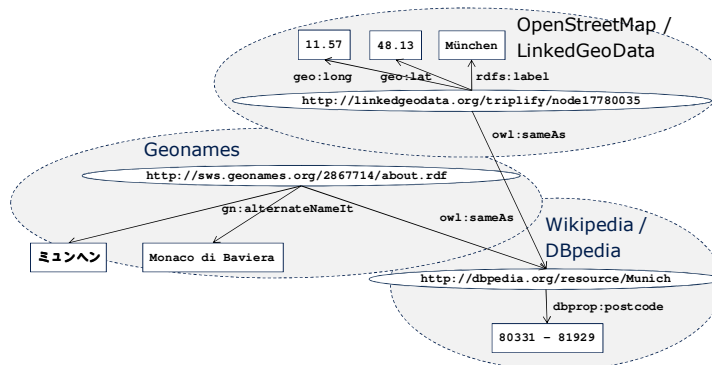 OpenStreetMap /
LinkedGeoData
11.57
48.13
München
geo:long
geo:lat
rdfs:label
http://linkedgeodata.org/triplify/node17780035
owl:sameAs
Geonames
http://sws.geonames.org/2867714/about.rdf
gn:alternateNameIt
owl:sameAs
Wikipedia /
DBpedia
ミュンヘン
Monaco di Baviera
http://dbpedia.org/resource/Munich
dbprop:postcode
80331 – 81929